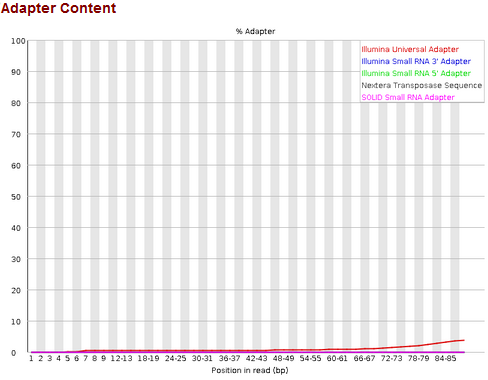 Adapter Content
% Adapter
100
90
80
70
60
50
40
30
20
10
0
Illumina Universal Adapter
Illumina Small RNA 3' Adapter
Illumina Small RNA 5' Adapter
Nextera Transposase Sequence
SOLID Small RNA Adapter
1 2 3 4 5 6 7 8 9 12-13 18-19 24-25 30-31 36-37 42-43 48-49 54-55 60-61 66-67 72-73 78-79 84-85
Position in read (bp)